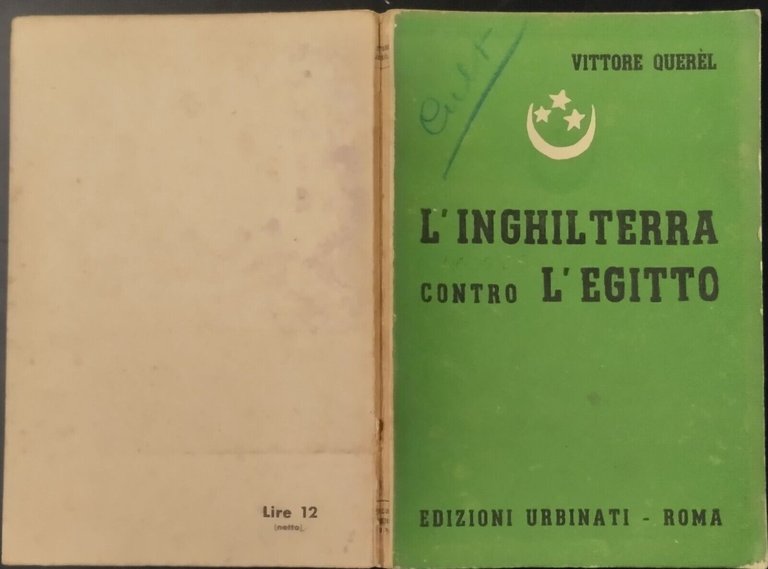 Lire 12
(netto)
VITTORE QUERÈL
L'INGHILTERRA
CONTRO L'EGITTO
EDIZIONI URBINATI - ROMA